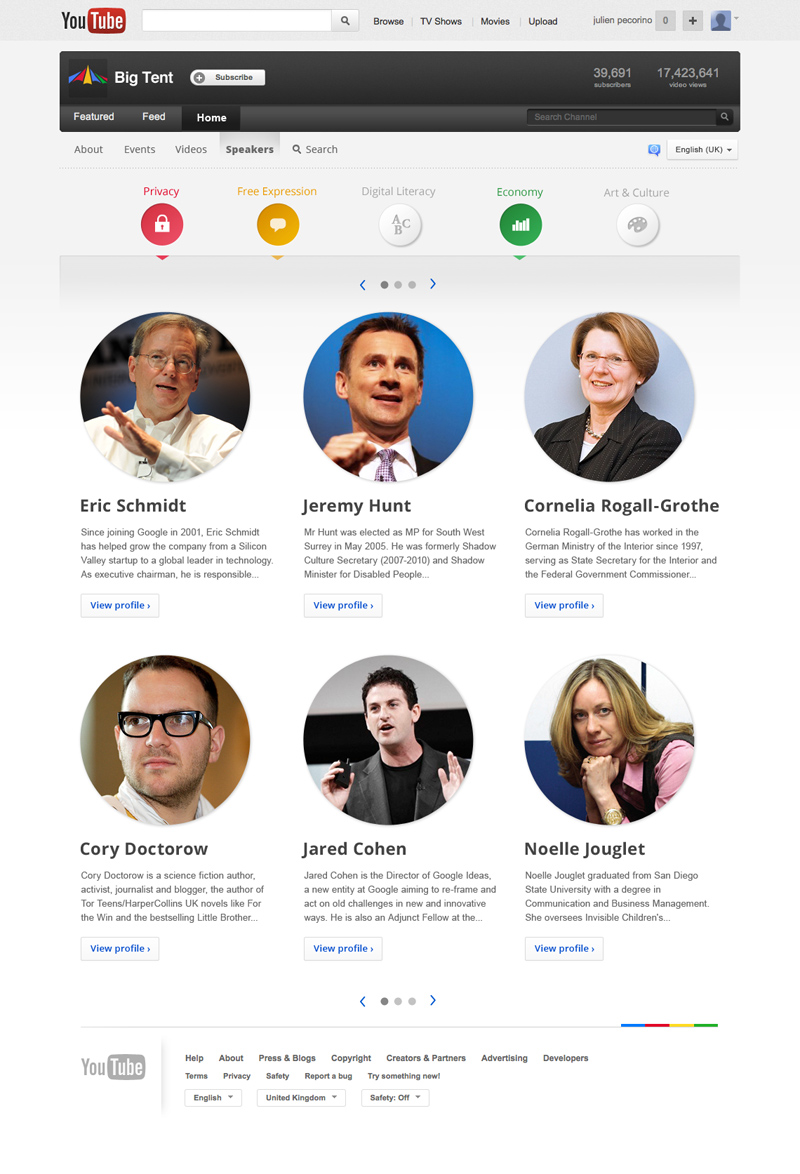 YouTube
Browse | TV Shows | Movies | Upload
julien pecorino 0 +
Big Tent
Subscribe
39,691 17,423,641
subscribers video views
Featured Feed Home
Search Channel
About Events Videos Speakers Search
English (UK)
Privacy Free Expression Digital Literacy Economy Art & Culture
A B C
Eric Schmidt
Since joining Google in 2001, Eric Schmidt
has helped grow the company from a Silicon
Valley startup to a global leader in technology.
As executive chairman, he is responsible...
View profile ›
Jeremy Hunt
Mr Hunt was elected as MP for South West
Surrey in May 2005. He was formerly Shadow
Culture Secretary (2007-2010) and Shadow
Minister for Disabled People...
View profile ›
Cornelia Rogall-Grothe
Cornelia Rogall-Grothe has worked in the
German Ministry of the Interior since 1997,
serving as State Secretary for the Interior and
the Federal Government Commissioner...
View profile ›
Cory Doctorow
Cory Doctorow is a science fiction author,
activist, journalist and blogger, the author of
Tor Teens/HarperCollins UK novels like For
the Win and the bestselling Little Brother...
View profile ›
Jared Cohen
Jared Cohen is the Director of Google Ideas,
a new entity at Google aiming to re-frame and
act on old challenges in new and innovative
ways. He is also an Adjunct Fellow at the...
View profile ›
Noelle Jouglet
Noelle Jouglet graduated from San Diego
State University with a degree in
Communication and Business Management.
She oversees Invisible Children's...
View profile ›
YouTube
Help About Press & Blogs Copyright Creators & Partners Advertising Developers
Terms Privacy Safety Report a bug Try something new!
English United Kingdom Safety: Off